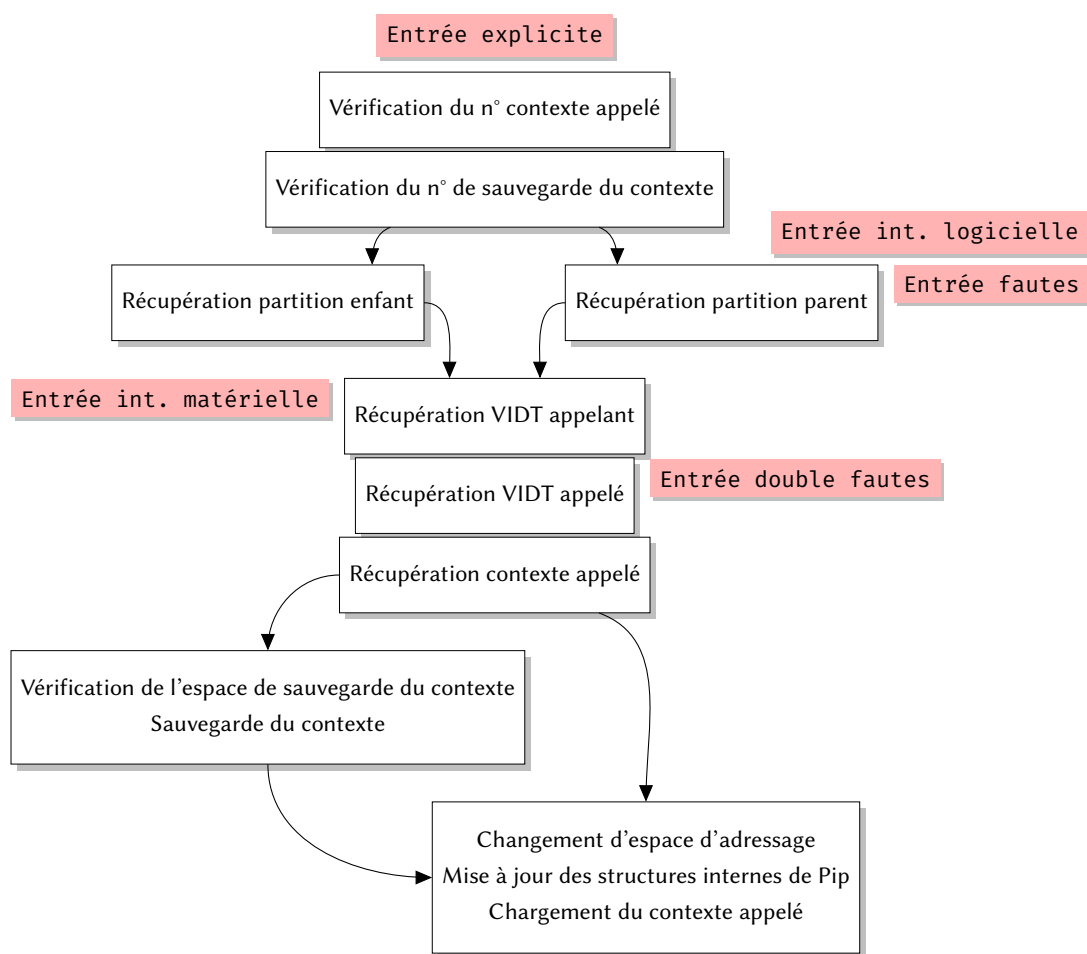 Entrée explicite
Vérification du n° contexte appelé
Vérification du n° de sauvegarde du contexte
Entrée int. logicielle
Entrée fautes
Récupération partition enfant
Récupération partition parent
Entrée int. matérielle
Récupération VIDT appelant
Entrée double fautes
Récupération VIDT appelé
Récupération contexte appelé
Vérification de l'espace de sauvegarde du contexte
Sauvegarde du contexte
Changement d'espace d'adressage
Mise à jour des structures internes de Pip
Chargement du contexte appelé